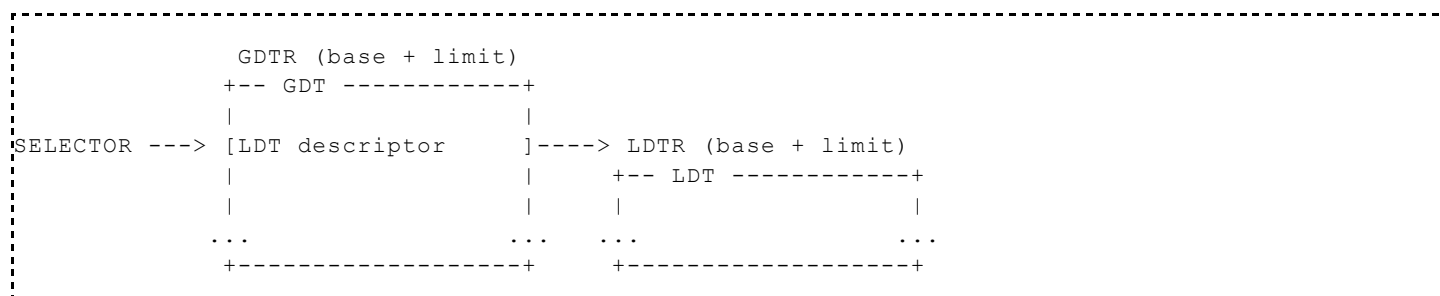 GDTR (base + limit)
+-- GDT ------------+
|                   |
SELECTOR ---> [LDT descriptor     ]----> LDTR (base + limit)
|                   |     +-- LDT ------------+
|                   |     |                   |
...                 ...   ...                 ...
+-------------------+     +-------------------+